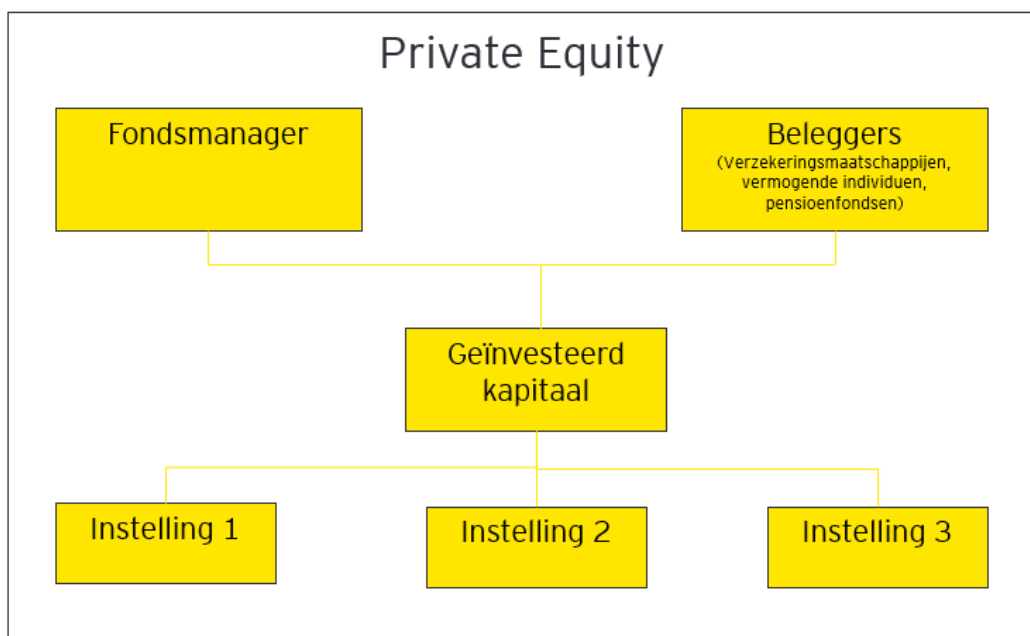 Private Equity
Fondsmanager
Beleggers
(Verzekeringsmaatschappijen,
vermogende individuen,
pensioenfondsen)
Geïnvesteerd
kapitaal
Instelling 1
Instelling 2
Instelling 3